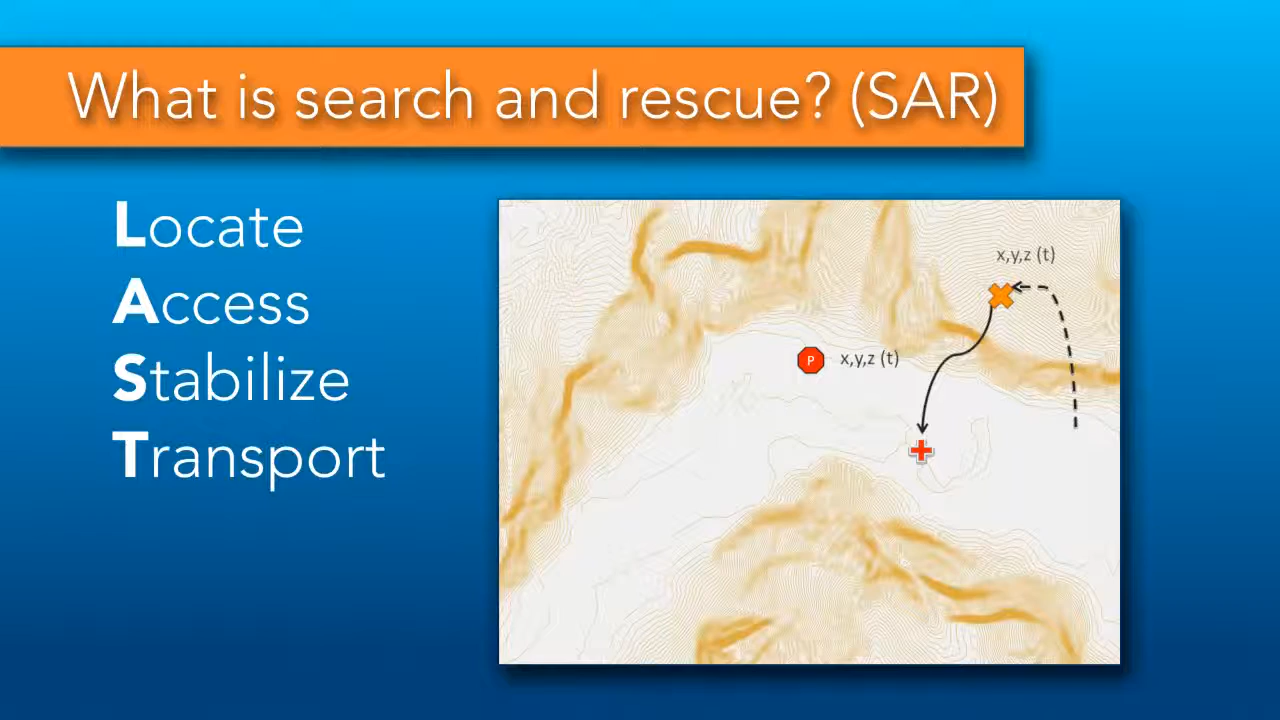 What is search and rescue? (SAR)
Locate
Access
Stabilize
Transport
x,y,z (t)
P x,y,z (t)